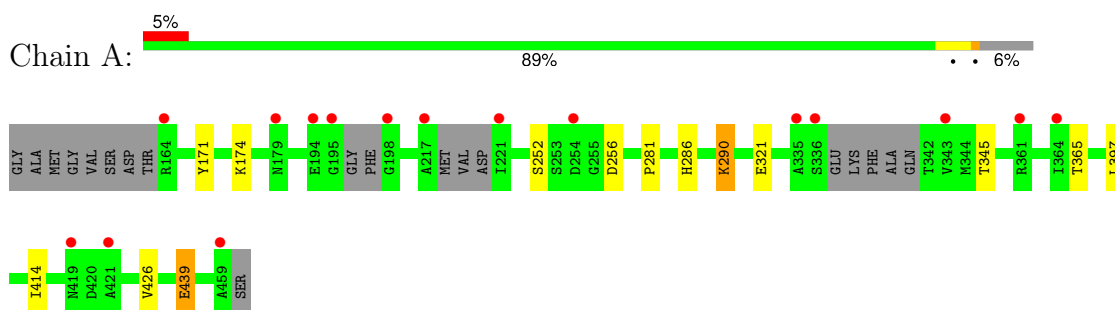 5%
Chain A:
89% • • 6%
GLY ALA MET GLY VAL SER ASP THR R164 Y171 K174 N179 E194 G195 GLY PHE G198 A217 MET VAL ASP I221 S252 S253 D254 G255 D256 P281 H286 K290 E321 A335 S336 GLU LYS PHE ALA GLN T342 V343 M344 T345 R361 I364 T365
I414 N419 D420 A421 V426 E439 A459 SER